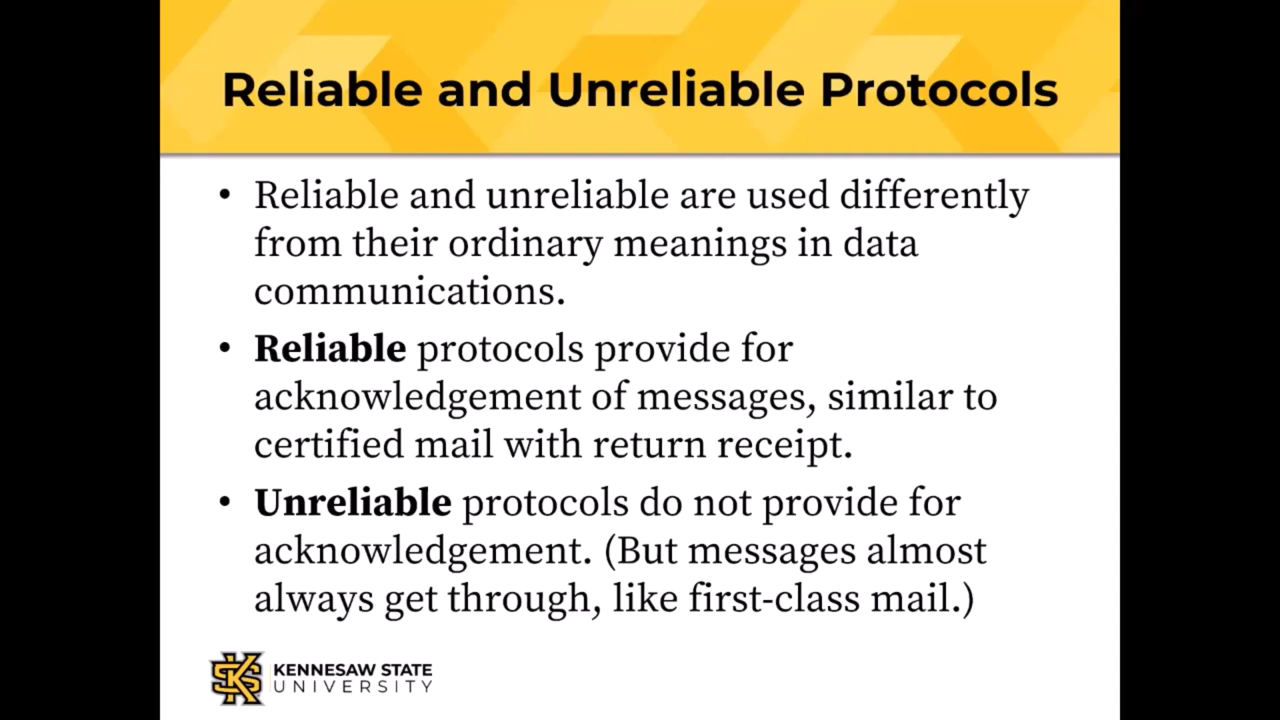 Reliable and Unreliable Protocols
• Reliable and unreliable are used differently
from their ordinary meanings in data
communications.
• Reliable protocols provide for
acknowledgement of messages, similar to
certified mail with return receipt.
• Unreliable protocols do not provide for
acknowledgement. (But messages almost
always get through, like first-class mail.)
KENNESAW STATE
UNIVERSITY